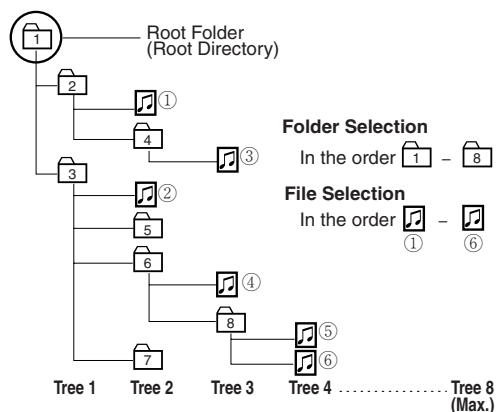 1
Root Folder
(Root Directory)
2
①
4
③
3
②
5
6
④
8
⑤
⑥
7
Folder Selection
In the order 1 – 8
File Selection
In the order –
① ⑥
Tree 1 Tree 2 Tree 3 Tree 4 .............. Tree 8
(Max.)